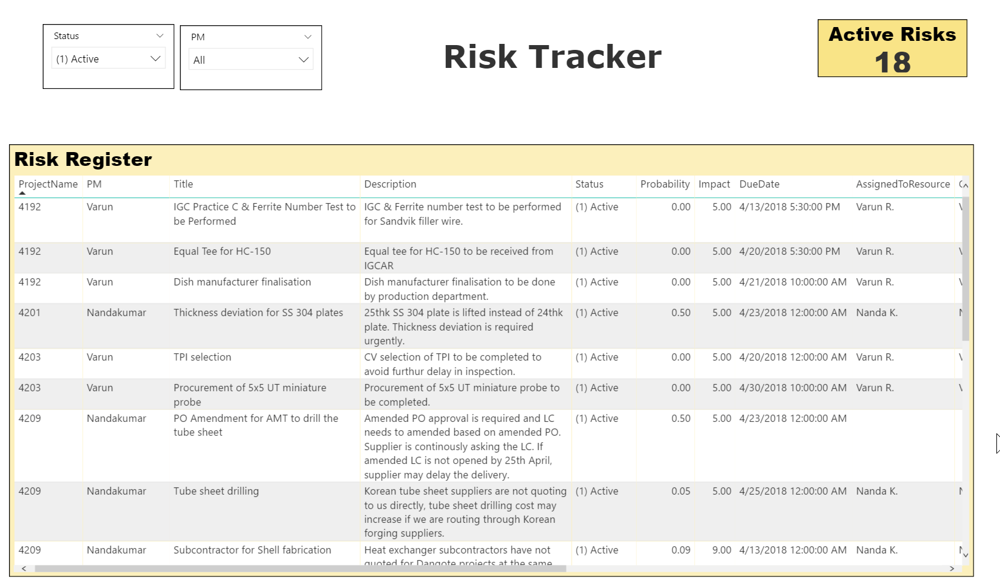 Status
(1) Active
PM
All
Risk Tracker
Active Risks
18
Risk Register
ProjectName PM Title Description Status Probability Impact DueDate AssignedToResource
4192 Varun IGC Practice C & Ferrite Number Test to IGC & Ferrite number test to be performed (1) Active 0.00 5.00 4/13/2018 5:30:00 PM Varun R.
be Performed for Sandvik filler wire.
4192 Varun Equal Tee for HC-150 Equal tee for HC-150 to be received from (1) Active 0.00 5.00 4/20/2018 5:30:00 PM Varun R.
IGCAR
4192 Varun Dish manufacturer finalisation Dish manufacturer finalisation to be done (1) Active 0.00 5.00 4/21/2018 10:00:00 AM Varun R.
by production department.
4201 Nandakumar Thickness deviation for SS 304 plates 25thk SS 304 plate is lifted instead of 24thk (1) Active 0.50 5.00 4/23/2018 12:00:00 AM Nanda K.
plate. Thickness deviation is required
urgently.
4203 Varun TPI selection CV selection of TPI to be completed to (1) Active 0.00 5.00 4/20/2018 12:00:00 AM Varun R.
avoid furthur delay in inspection.
4203 Varun Procurement of 5x5 UT miniature Procurement of 5x5 UT miniature probe to (1) Active 0.00 5.00 4/30/2018 10:00:00 AM Varun R.
probe be completed.
4209 Nandakumar PO Amendment for AMT to drill the Amended PO approval is required and LC (1) Active 0.50 5.00 4/23/2018 12:00:00 AM
tube sheet needs to amended based on amended PO.
Supplier is continously asking the LC. If
amended LC is not opened by 25th April,
supplier may delay the delivery.
4209 Nandakumar Tube sheet drilling Korean tube sheet suppliers are not quoting (1) Active 0.05 5.00 4/25/2018 12:00:00 AM Nanda K.
to us directly, tube sheet drilling cost may
increase if we are routing through Korean
forging suppliers.
4209 Nandakumar Subcontractor for Shell fabrication Heat exchanger subcontractors have not (1) Active 0.09 9.00 4/13/2018 12:00:00 AM Nanda K.
quoted for Dangote projects at the same